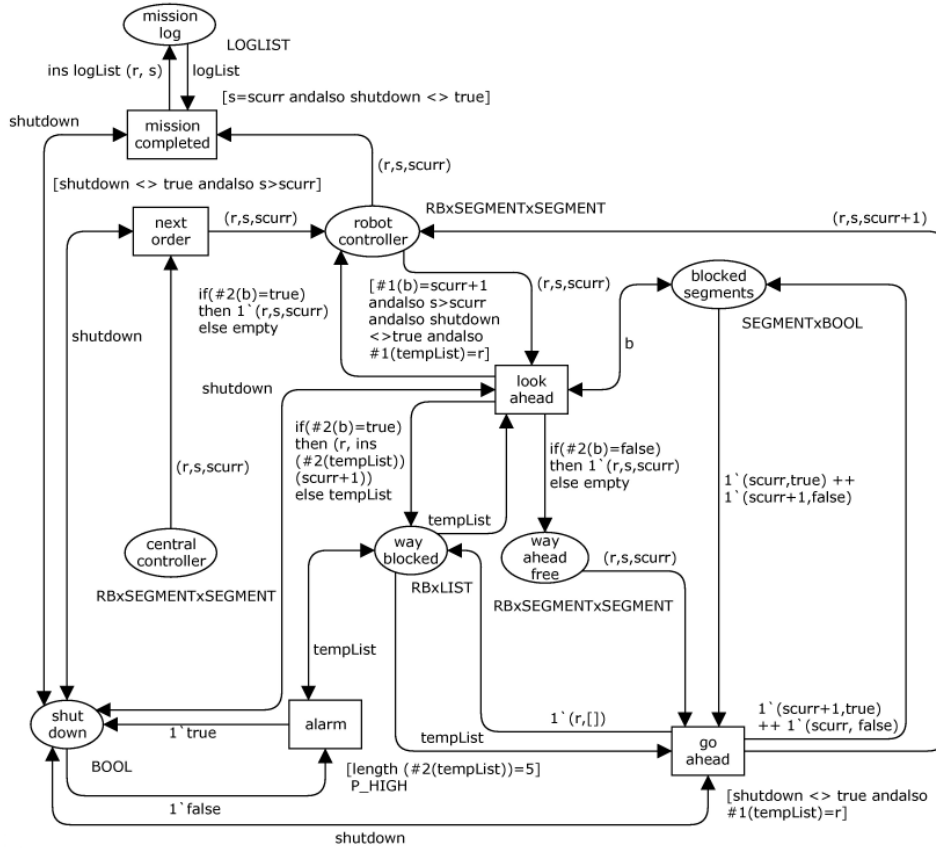 mission
log
LOGLIST
ins logList (r, s)
logList
[s=scurr andalso shutdown <> true]
shutdown
mission
completed
(r,s,scurr)
[shutdown <> true andalso s>scurr]
RBxSEGMENTxSEGMENT
next
order
(r,s,scurr)
robot
controller
(r,s,scurr+1)
if(#2(b)=true)
then 1`(r,s,scurr)
else empty
[#1(b)=scurr+1
andalso s>scurr
andalso shutdown
<>true andalso
#1(tempList)=r]
(r,s,scurr)
blocked
segments
SEGMENTxBOOL
shutdown
b
shutdown
look
ahead
if(#2(b)=true)
then (r, ins
(#2(tempList))
(scurr+1))
else tempList
if(#2(b)=false)
then 1`(r,s,scurr)
else empty
(r,s,scurr)
1`(scurr,true) ++
1`(scurr+1,false)
tempList
central
controller
RBxSEGMENTxSEGMENT
way
blocked
RBxLIST
way
ahead
free
(r,s,scurr)
RBxSEGMENTxSEGMENT
tempList
shut
down
BOOL
1`true
alarm
1`(r,[])
tempList
1`(scurr+1,true)
++ 1`(scurr, false)
go
ahead
[length (#2(tempList))=5]
P_HIGH
1`false
[shutdown <> true andalso
#1(tempList)=r]
shutdown